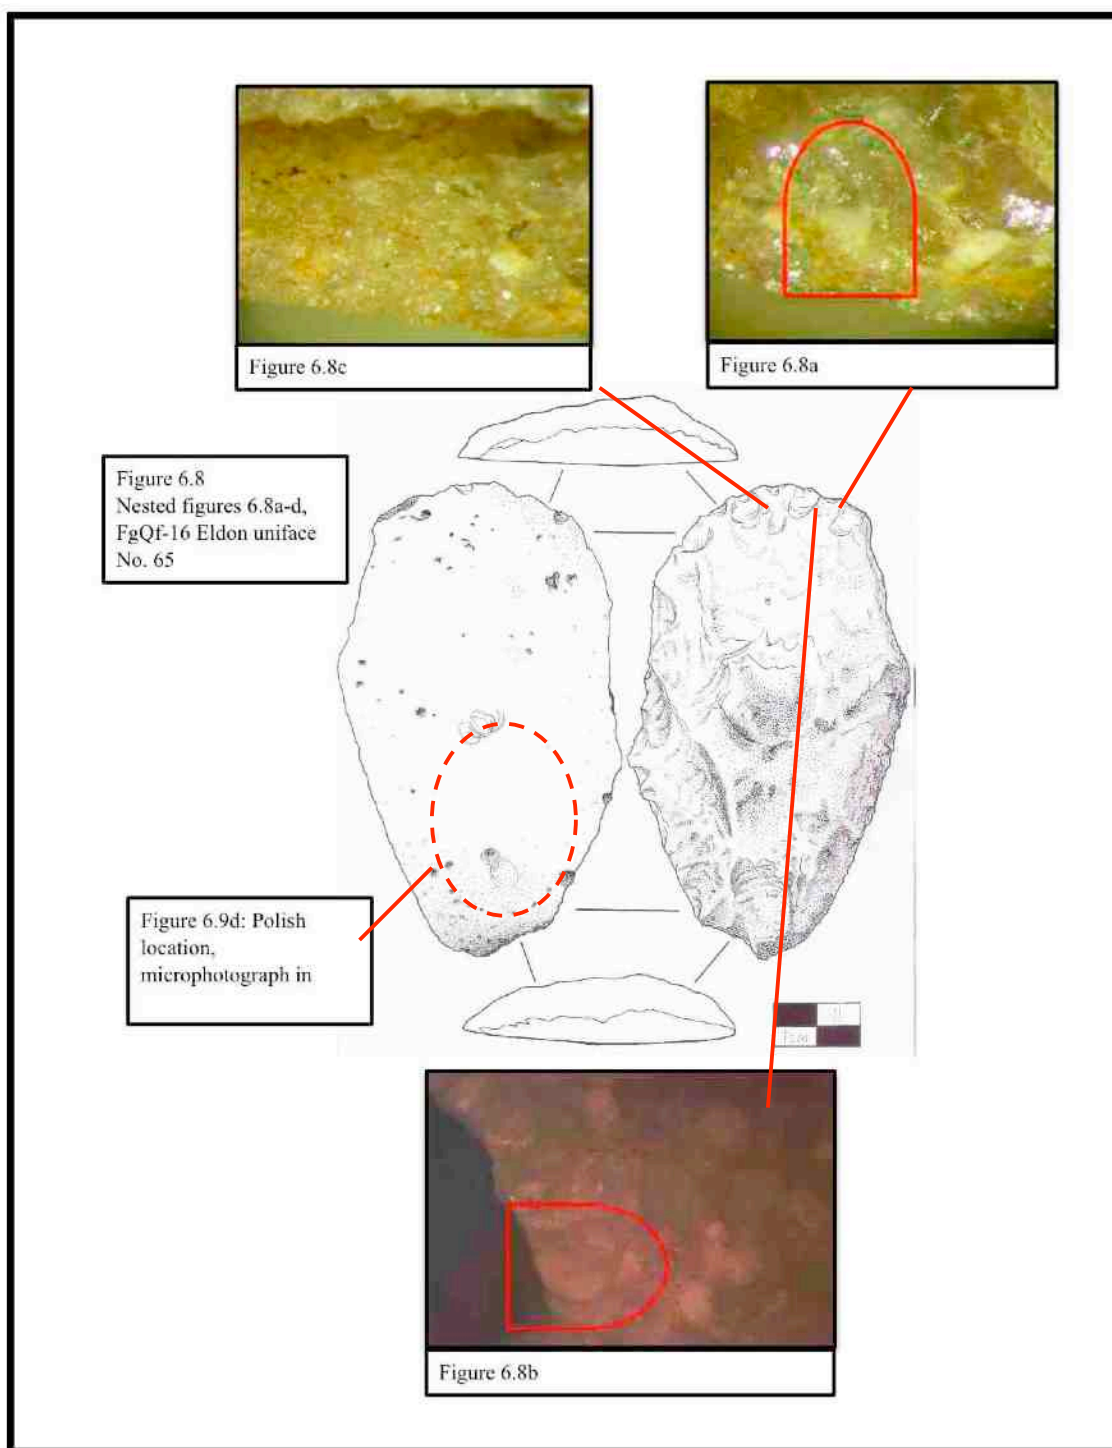 Figure 6.8c
Figure 6.8a
Figure 6.8
Nested figures 6.8a-d,
FgQf-16 Eldon uniface
No. 65
Figure 6.9d: Polish
location,
microphotograph in
Figure 6.8b